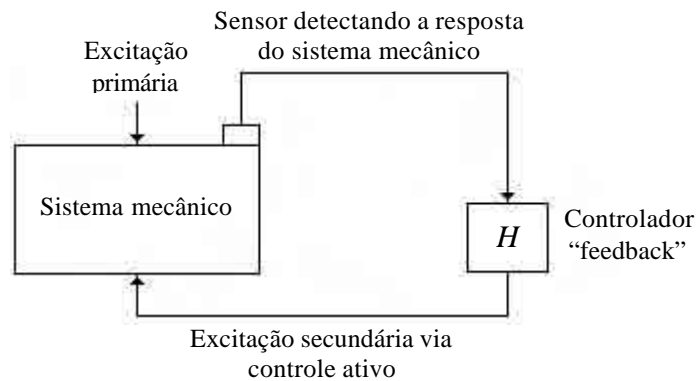 Sensor detectando a resposta
do sistema mecânico
Excitação
primária
Sistema mecânico
H
Controlador
“feedback”
Excitação secundária via
controle ativo